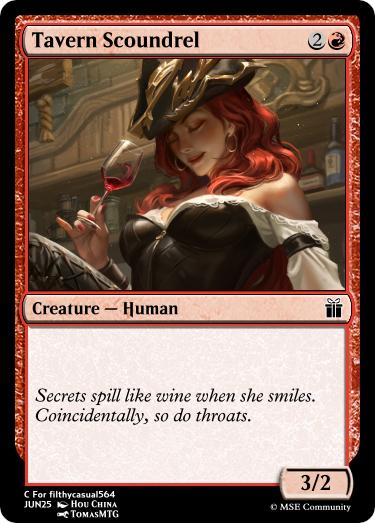 Tavern Scoundrel 2
Creature — Human
Secrets spill like wine when she smiles.
Coincidentally, so do throats.
3/2
C For filthycasual564
JUN25 Hou China
TomasMTG
© MSE Community